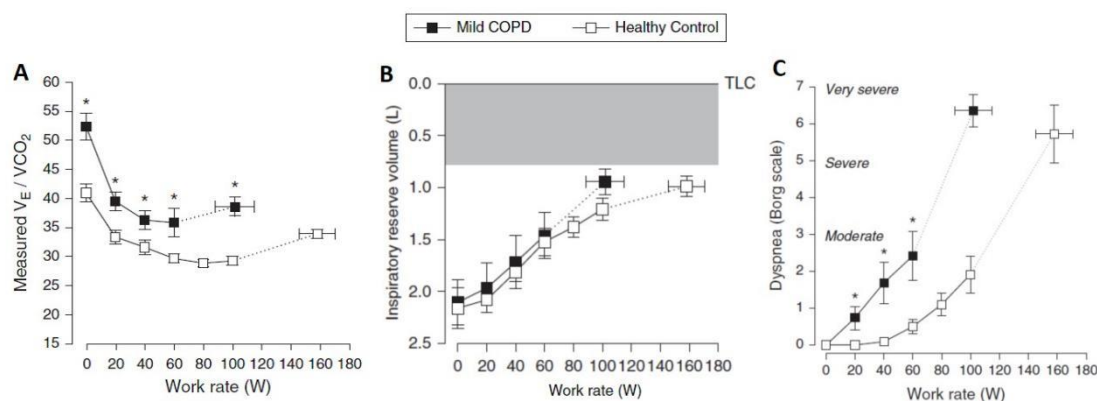 Mild COPD Healthy Control
A
Measured VE / VCO2
60
55
50
45
40
35
30
25
20
15
* * * * *
0 20 40 60 80 100 120 140 160 180
Work rate (W)
B
Inspiratory reserve volume (L)
0.0
0.5
1.0
1.5
2.0
2.5
TLC
0 20 40 60 80 100 120 140 160 180
Work rate (W)
C
Dyspnea (Borg scale)
7
6
5
4
3
2
1
0
Very severe
Severe
Moderate
* * *
0 20 40 60 80 100 120 140 160 180
Work rate (W)